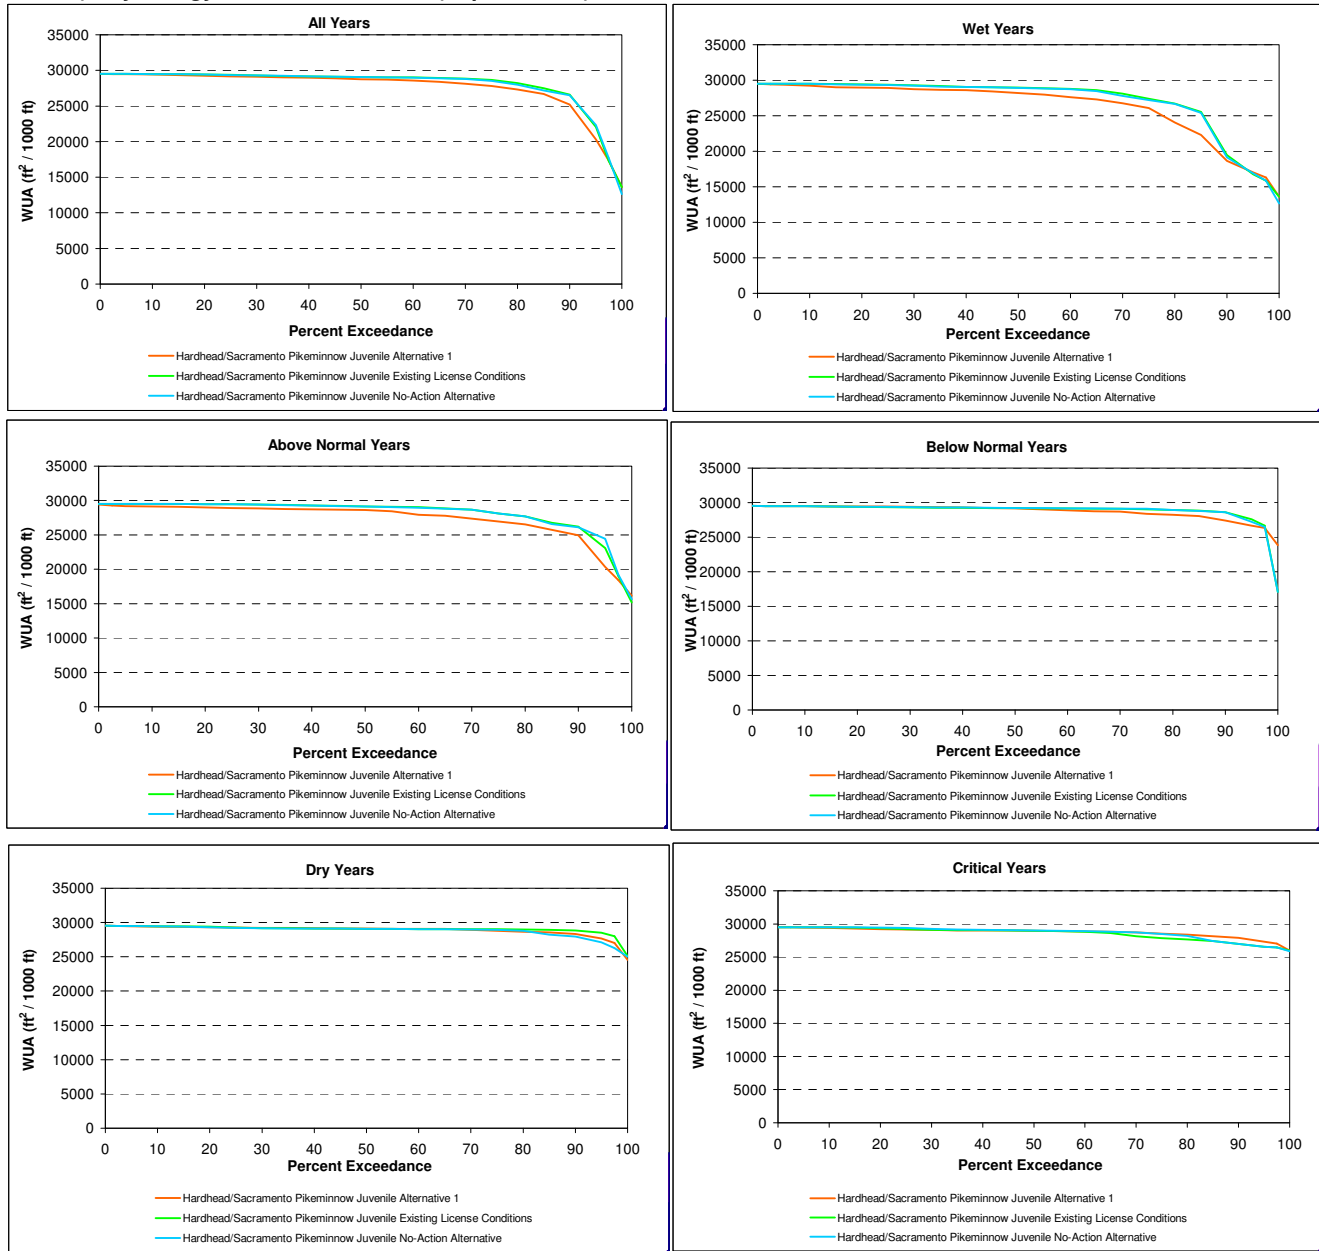 All Years
WUA (ft² / 1000 ft)
35000
30000
25000
20000
15000
10000
5000
0
0 10 20 30 40 50 60 70 80 90 100
Percent Exceedance
Hardhead/Sacramento Pikeminnow Juvenile Alternative 1
Hardhead/Sacramento Pikeminnow Juvenile Existing License Conditions
Hardhead/Sacramento Pikeminnow Juvenile No-Action Alternative
Wet Years
WUA (ft² / 1000 ft)
35000
30000
25000
20000
15000
10000
5000
0
0 10 20 30 40 50 60 70 80 90 100
Percent Exceedance
Hardhead/Sacramento Pikeminnow Juvenile Alternative 1
Hardhead/Sacramento Pikeminnow Juvenile Existing License Conditions
Hardhead/Sacramento Pikeminnow Juvenile No-Action Alternative
Above Normal Years
WUA (ft² / 1000 ft)
35000
30000
25000
20000
15000
10000
5000
0
0 10 20 30 40 50 60 70 80 90 100
Percent Exceedance
Hardhead/Sacramento Pikeminnow Juvenile Alternative 1
Hardhead/Sacramento Pikeminnow Juvenile Existing License Conditions
Hardhead/Sacramento Pikeminnow Juvenile No-Action Alternative
Below Normal Years
WUA (ft² / 1000 ft)
35000
30000
25000
20000
15000
10000
5000
0
0 10 20 30 40 50 60 70 80 90 100
Percent Exceedance
Hardhead/Sacramento Pikeminnow Juvenile Alternative 1
Hardhead/Sacramento Pikeminnow Juvenile Existing License Conditions
Hardhead/Sacramento Pikeminnow Juvenile No-Action Alternative
Dry Years
WUA (ft² / 1000 ft)
35000
30000
25000
20000
15000
10000
5000
0
0 10 20 30 40 50 60 70 80 90 100
Percent Exceedance
Hardhead/Sacramento Pikeminnow Juvenile Alternative 1
Hardhead/Sacramento Pikeminnow Juvenile Existing License Conditions
Hardhead/Sacramento Pikeminnow Juvenile No-Action Alternative
Critical Years
WUA (ft² / 1000 ft)
35000
30000
25000
20000
15000
10000
5000
0
0 10 20 30 40 50 60 70 80 90 100
Percent Exceedance
Hardhead/Sacramento Pikeminnow Juvenile Alternative 1
Hardhead/Sacramento Pikeminnow Juvenile Existing License Conditions
Hardhead/Sacramento Pikeminnow Juvenile No-Action Alternative